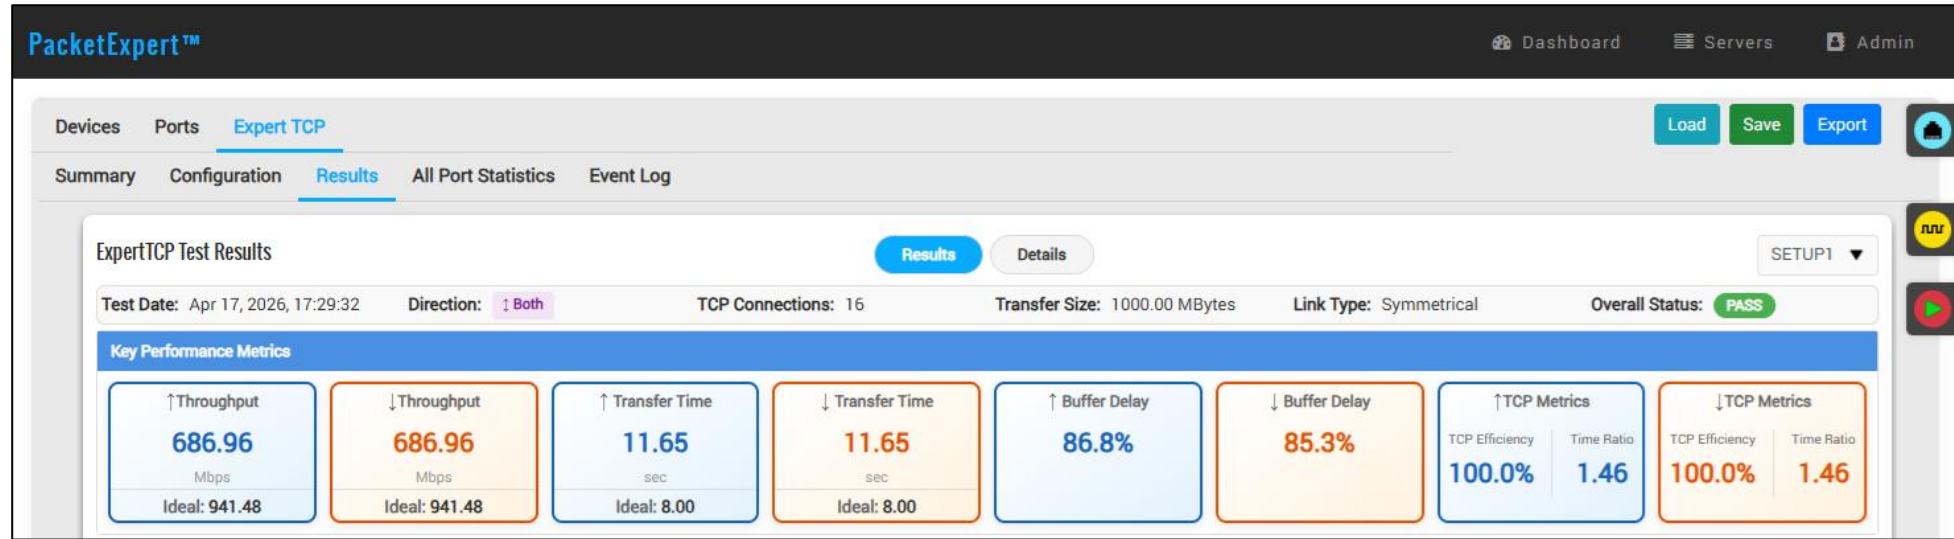 PacketExpert™
Dashboard Servers Admin
Devices Ports Expert TCP
Load Save Export
Summary Configuration Results All Port Statistics Event Log
ExpertTCP Test Results
Results Details
SETUP1 ▼
Test Date: Apr 17, 2026, 17:29:32 Direction: ↕ Both TCP Connections: 16 Transfer Size: 1000.00 MBytes Link Type: Symmetrical Overall Status: PASS
Key Performance Metrics
↑Throughput
686.96
Mbps
Ideal: 941.48
↓Throughput
686.96
Mbps
Ideal: 941.48
↑ Transfer Time
11.65
sec
Ideal: 8.00
↓ Transfer Time
11.65
sec
Ideal: 8.00
↑ Buffer Delay
86.8%
↓ Buffer Delay
85.3%
↑TCP Metrics
TCP Efficiency Time Ratio
100.0% 1.46
↓TCP Metrics
TCP Efficiency Time Ratio
100.0% 1.46